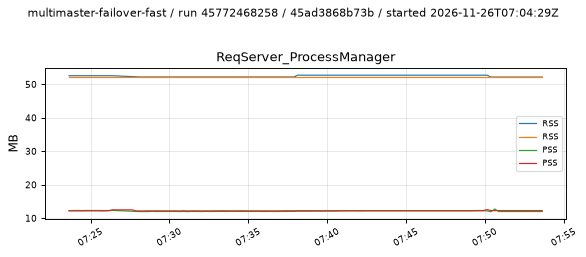 multimaster-failover-fast / run 45772468258 / 45ad3868b73b / started 2026-11-26T07:04:29Z
ReqServer_ProcessManager
MB
50
40
30
20
10
RSS
RSS
PSS
PSS
07:25
07:30
07:35
07:40
07:45
07:50
07:55